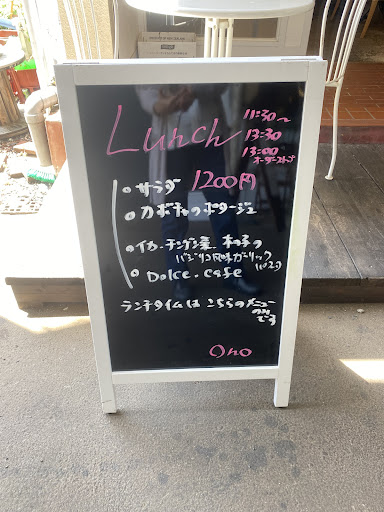 Lunch 11:30〜
13:30
13:00
オーダーストップ
・サラダ 1200円
・カボチャのポタージュ
・イカ・チンゲン菜・木の子の
バジリコ風味ガーリック
・Dolce・cafe
ランチタイムはこちらのメニュー
のみ
です
Ono